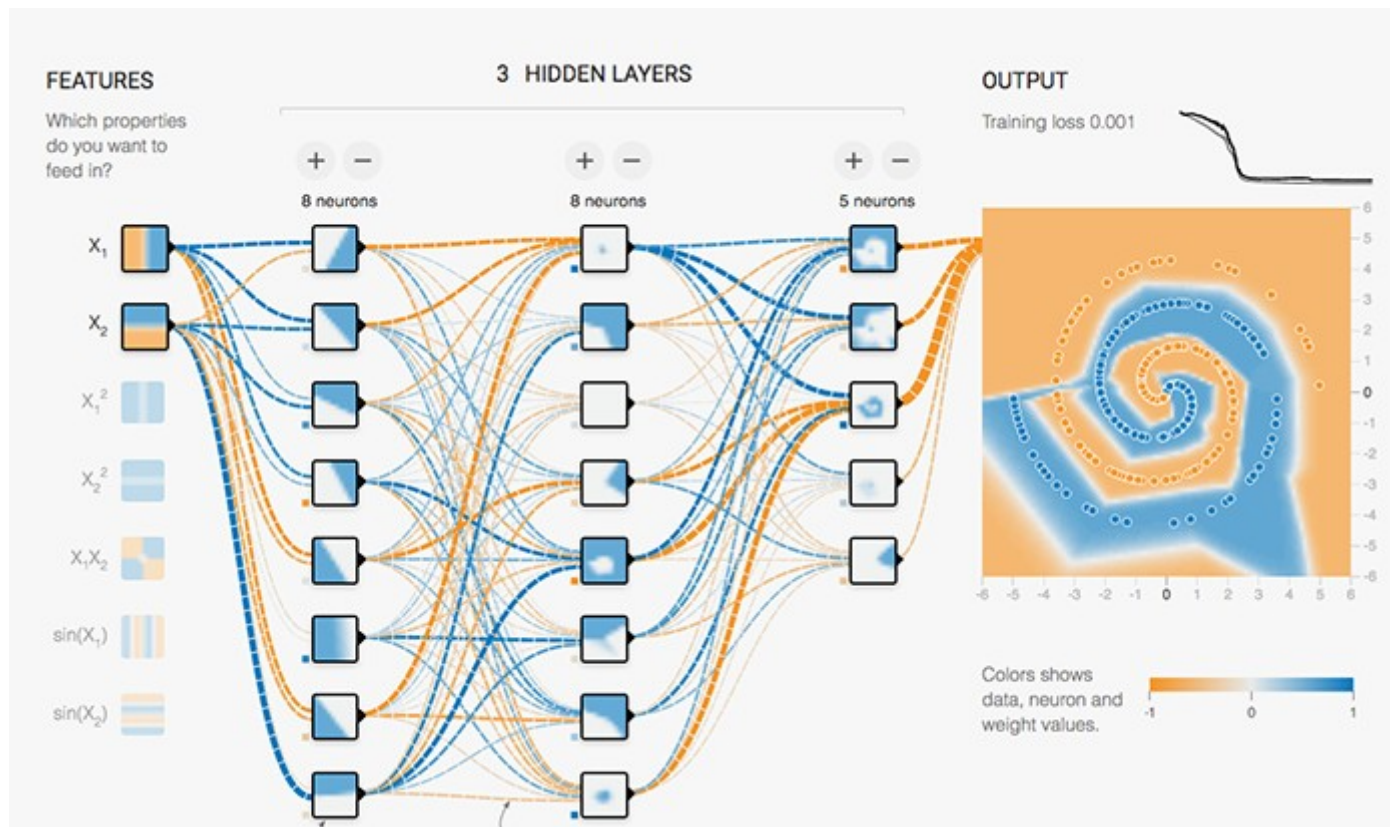 FEATURES
Which properties
do you want to
feed in?
X1
X2
X1²
X2²
X1X2
sin(X1)
sin(X2)
3 HIDDEN LAYERS
+ −
+ −
+ −
8 neurons
8 neurons
5 neurons
OUTPUT
Training loss 0.001
6
5
4
3
2
1
0
-1
-2
-3
-4
-5
-6
-6 -5 -4 -3 -2 -1 0 1 2 3 4 5 6
Colors shows
data, neuron and
weight values.
-1 0 1